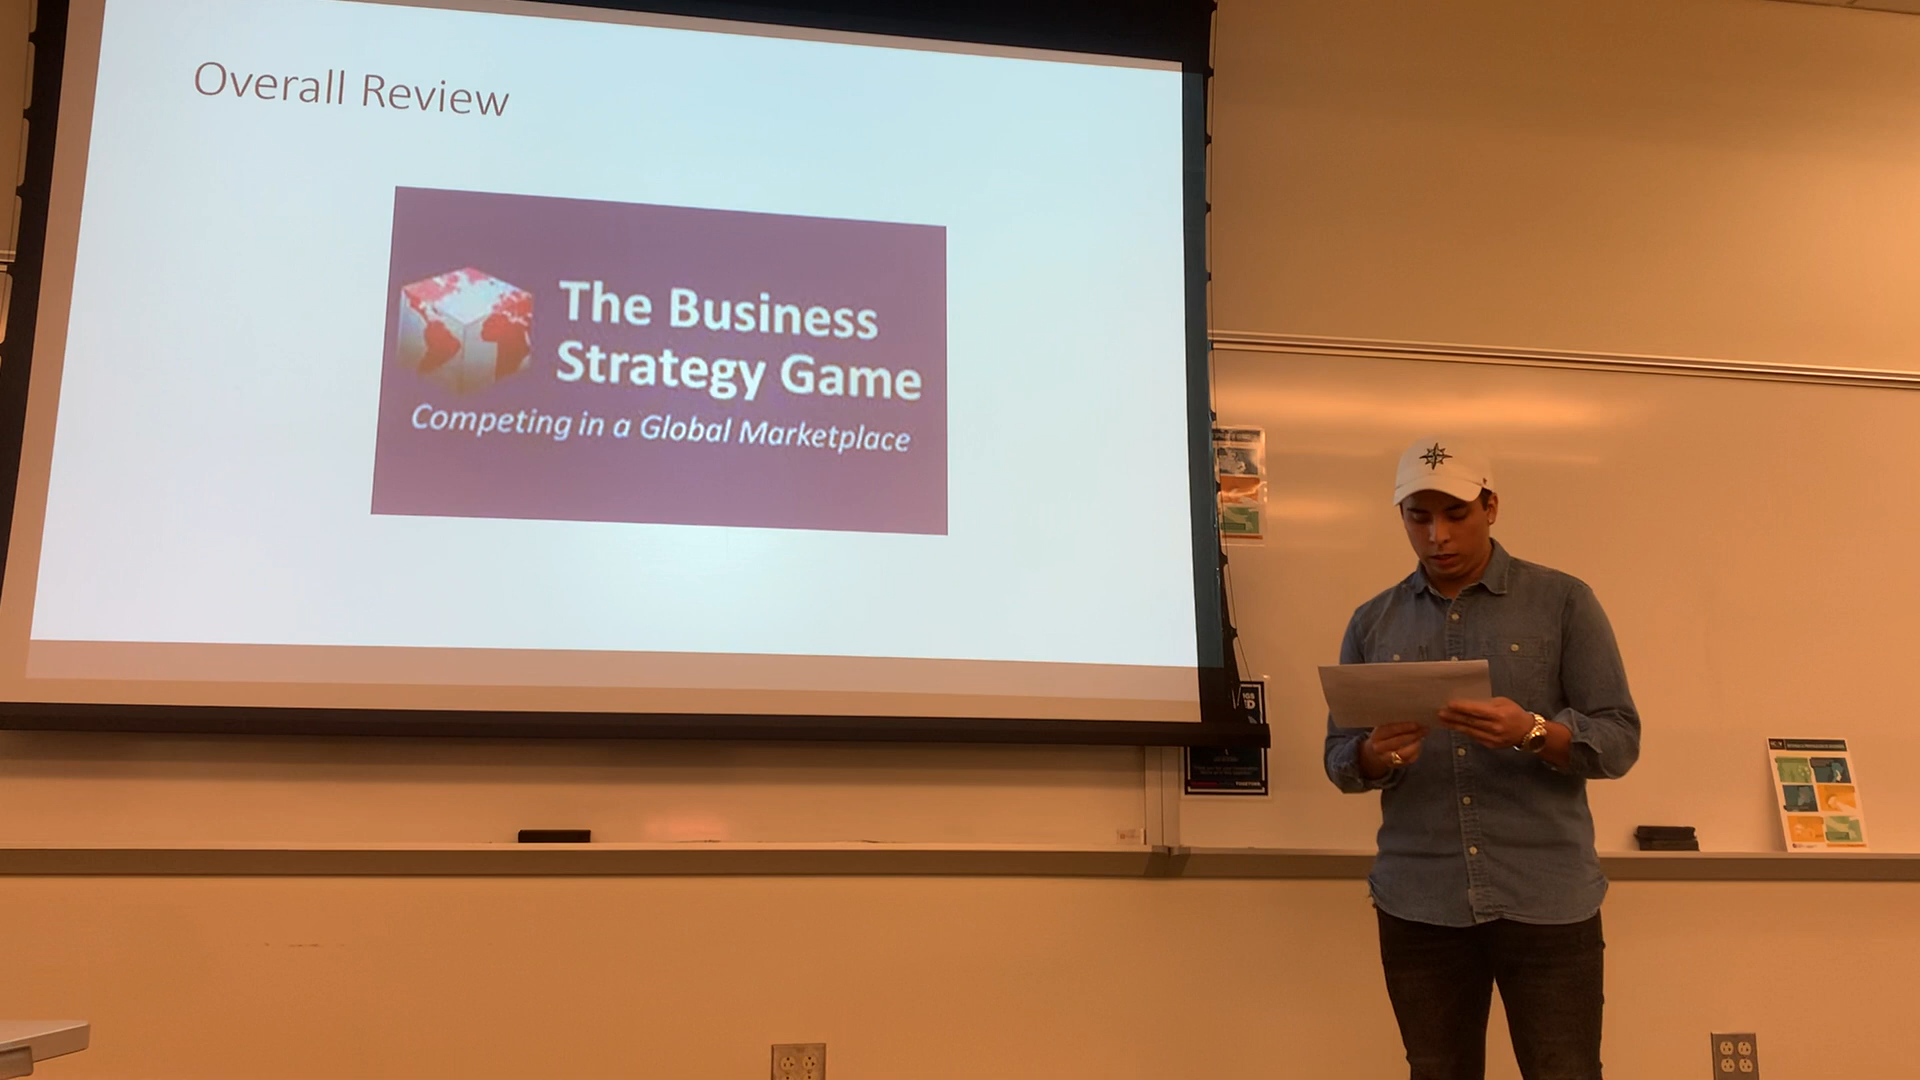 Overall Review
The Business
Strategy Game
Competing in a Global Marketplace